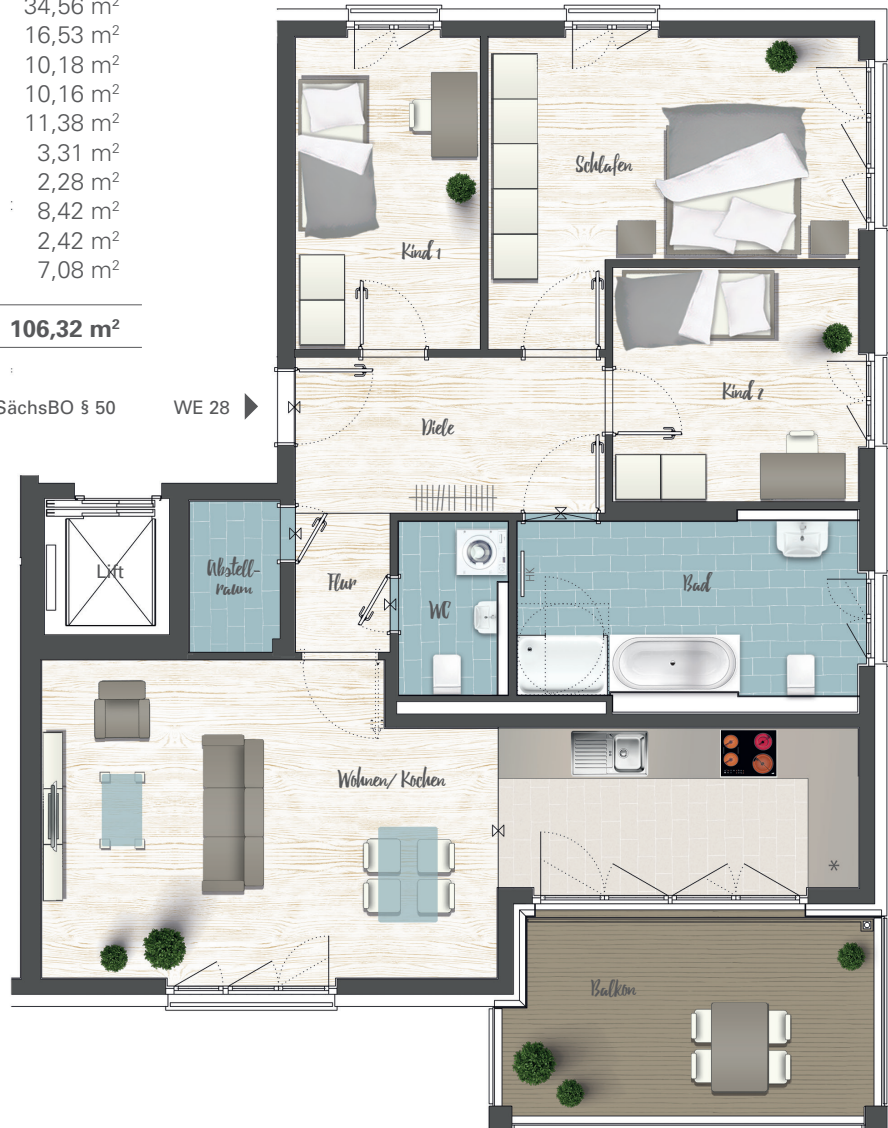 34,56 m²
16,53 m²
10,18 m²
10,16 m²
11,38 m²
3,31 m²
2,28 m²
8,42 m²
2,42 m²
7,08 m²
106,32 m²
SächsBO § 50 WE 28
Kind 1
Schlafen
Kind 2
Diele
Lift
Abstell-
raum
Flur
WC
HK
Bad
Wohnen/ Kochen
*
Balkon